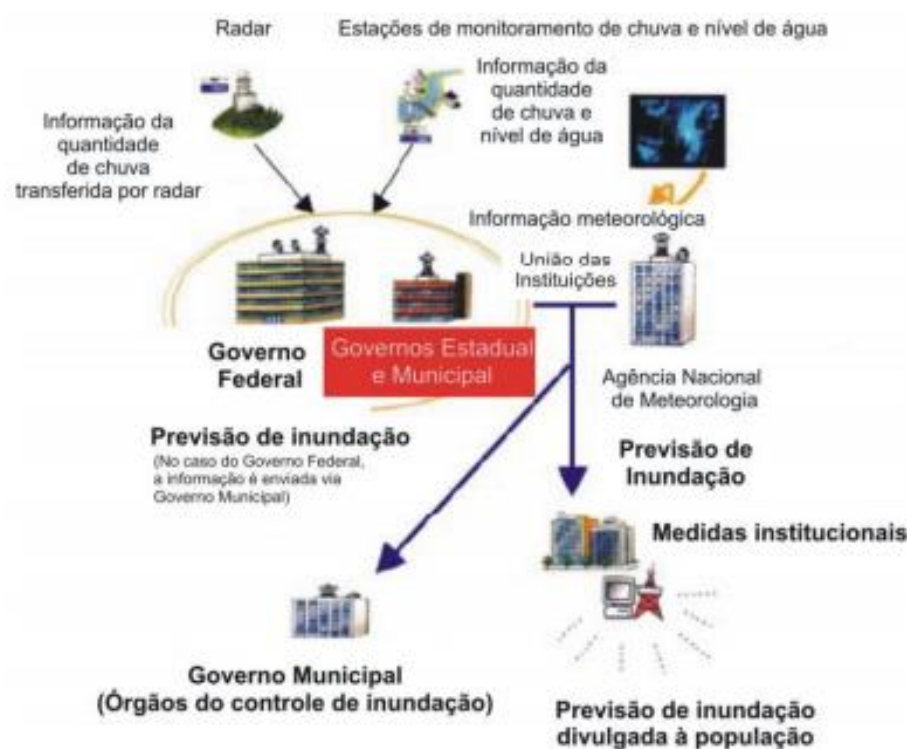 Radar
Estações de monitoramento de chuva e nível de água
Informação da
quantidade
de chuva
transferida por radar
Informação da
quantidade
de chuva e
nível de água
Informação meteorológica
União das
Instituições
Governo
Federal
Governos Estadual
e Municipal
Agência Nacional
de Meteorologia
Previsão de inundação
(No caso do Governo Federal,
a informação é enviada via
Governo Municipal)
Previsão de
Inundação
Medidas institucionais
Governo Municipal
(Órgãos do controle de inundação)
Previsão de inundação
divulgada à população